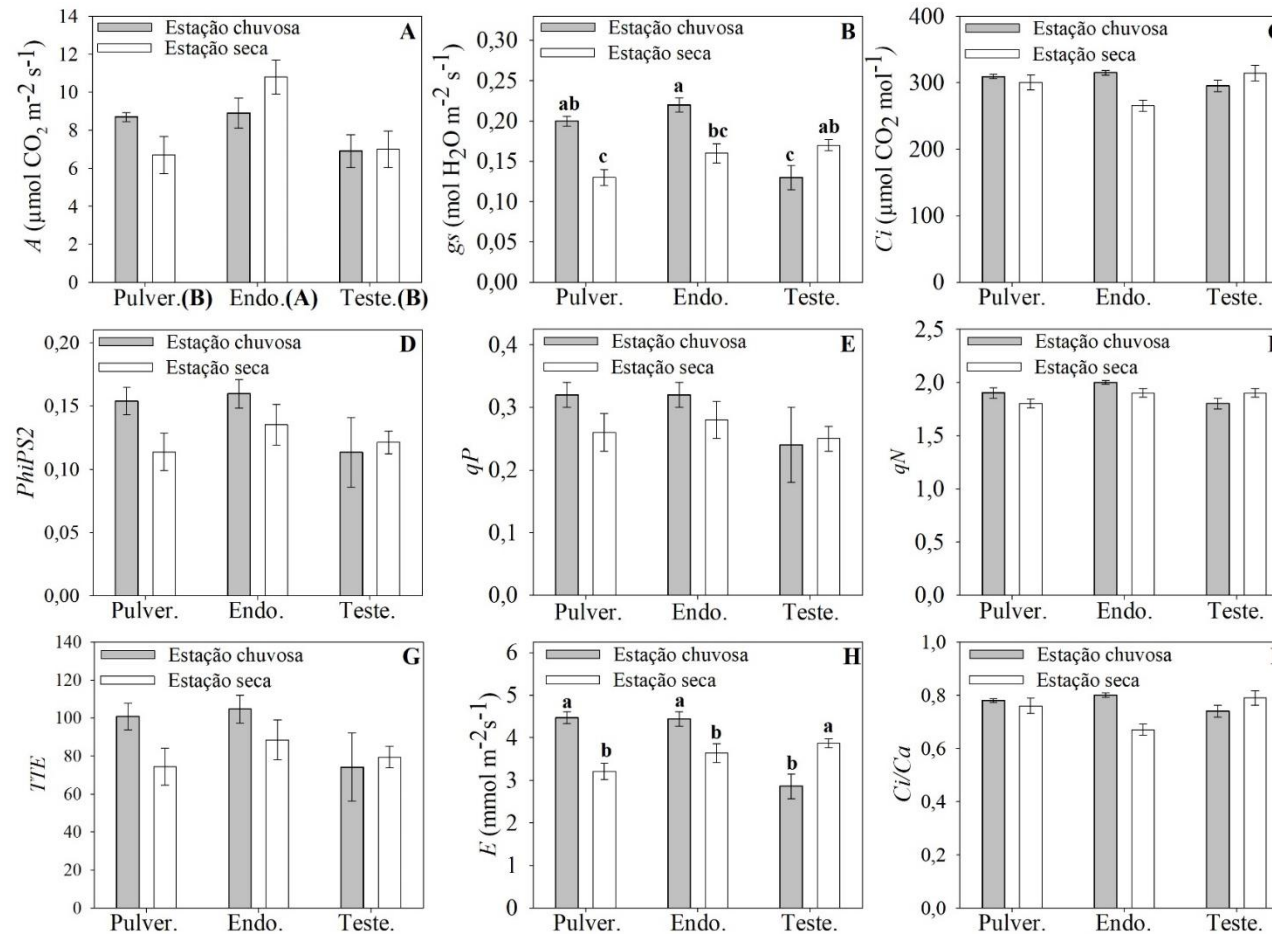 14
12
10
8
6
4
2
0
A (μmol CO2 m-2 s-1)
Estação chuvosa
Estação seca
A
Pulver.(B) Endo.(A) Teste.(B)
0,30
0,25
0,20
0,15
0,10
0,05
0,00
gs (mol H2O m-2 s-1)
Estação chuvosa
Estação seca
B
ab c a bc c ab
Pulver. Endo. Teste.
400
300
200
100
0
Ci (μmol CO2 mol-1)
Estação chuvosa
Estação seca
Pulver. Endo. Teste.
0,20
0,15
0,10
0,05
0,00
PhiPS2
Estação chuvosa
Estação seca
D
Pulver. Endo. Teste.
0,4
0,3
0,2
0,1
0,0
qP
Estação chuvosa
Estação seca
E
Pulver. Endo. Teste.
2,5
2,0
1,5
1,0
0,5
0,0
qN
Estação chuvosa
Estação seca
Pulver. Endo. Teste.
140
120
100
80
60
40
20
0
TTE
Estação chuvosa
Estação seca
G
Pulver. Endo. Teste.
6
5
4
3
2
1
0
E (mmol m-2s-1)
Estação chuvosa
Estação seca
H
a b a b b a
Pulver. Endo. Teste.
1,0
0,8
0,6
0,4
0,2
0,0
Ci/Ca
Estação chuvosa
Estação seca
Pulver. Endo. Teste.